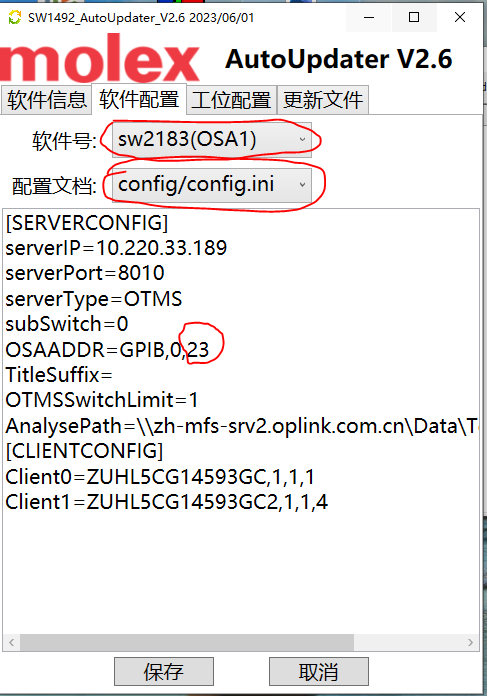 SW1492_AutoUpdater_V2.6 2023/06/01
molex
AutoUpdater V2.6
软件信息 软件配置 工位配置 更新文件
软件号: sw2183(OSA1)
配置文档: config/config.ini
[SERVERCONFIG]
serverIP=10.220.33.189
serverPort=8010
serverType=OTMS
subSwitch=0
OSAADDR=GPIB,0,23
TitleSuffix=
OTMSSwitchLimit=1
AnalysePath=\\zh-mfs-srv2.oplink.com.cn\Data\Te
[CLIENTCONFIG]
Client0=ZUHL5CG14593GC,1,1,1
Client1=ZUHL5CG14593GC2,1,1,4
保存 取消